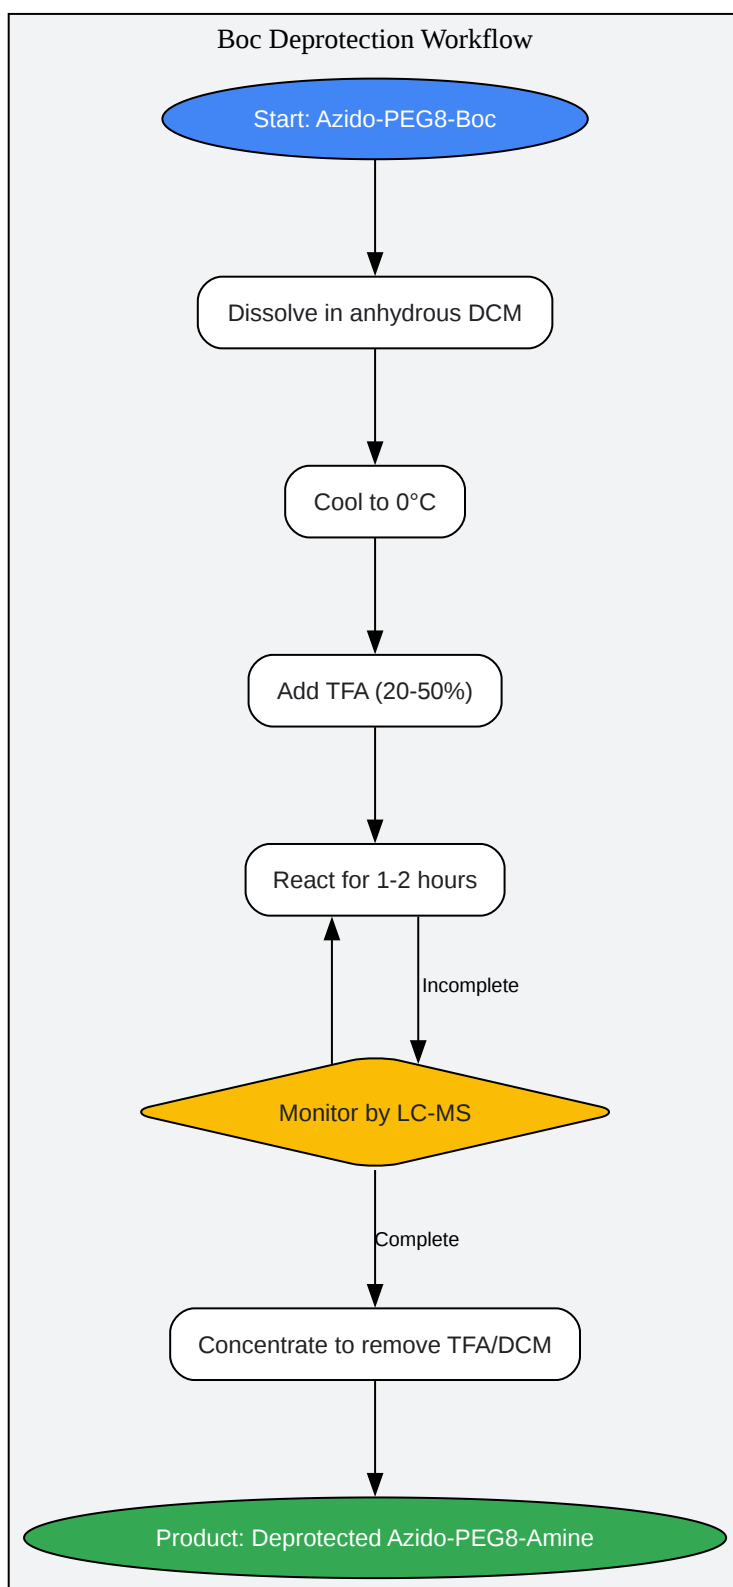 Boc Deprotection Workflow
Start: Azido-PEG8-Boc
Dissolve in anhydrous DCM
Cool to 0°C
Add TFA (20-50%)
React for 1-2 hours
Incomplete
Monitor by LC-MS
Complete
Concentrate to remove TFA/DCM
Product: Deprotected Azido-PEG8-Amine